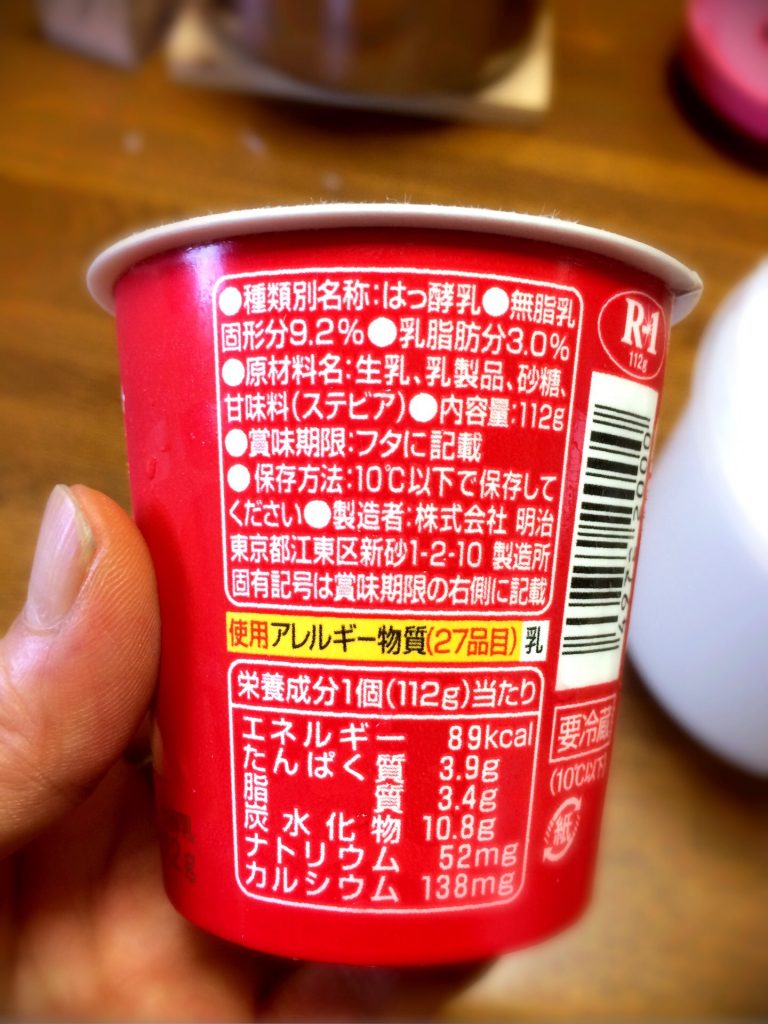 ●種類別名称:はっ酵乳●無脂乳
固形分9.2%●乳脂肪分3.0%
●原材料名:生乳、乳製品、砂糖、
甘味料(ステビア)●内容量:112g
●賞味期限:フタに記載
●保存方法:10℃以下で保存して
ください●製造者:株式会社 明治
東京都江東区新砂1-2-10 製造所
固有記号は賞味期限の右側に記載
使用アレルギー物質(27品目) 乳
栄養成分1個(112g)当たり
エネルギー 89kcal
たんぱく質 3.9g
脂質 3.4g
炭水化物 10.8g
ナトリウム 52mg
カルシウム 138mg
R-1
112g
要冷蔵
(10℃以下)
紙